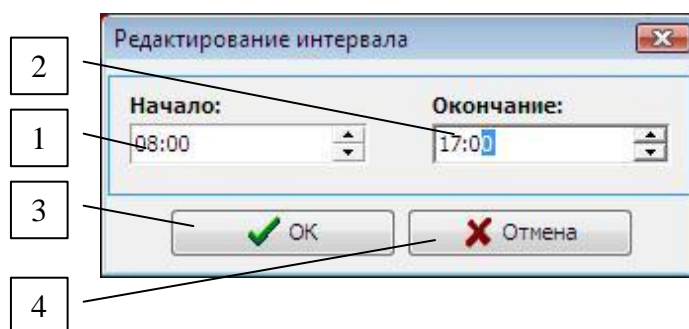 Редактирование интервала
2
Начало:
Окончание:
1
08:00
17:00
3
OK
Отмена
4